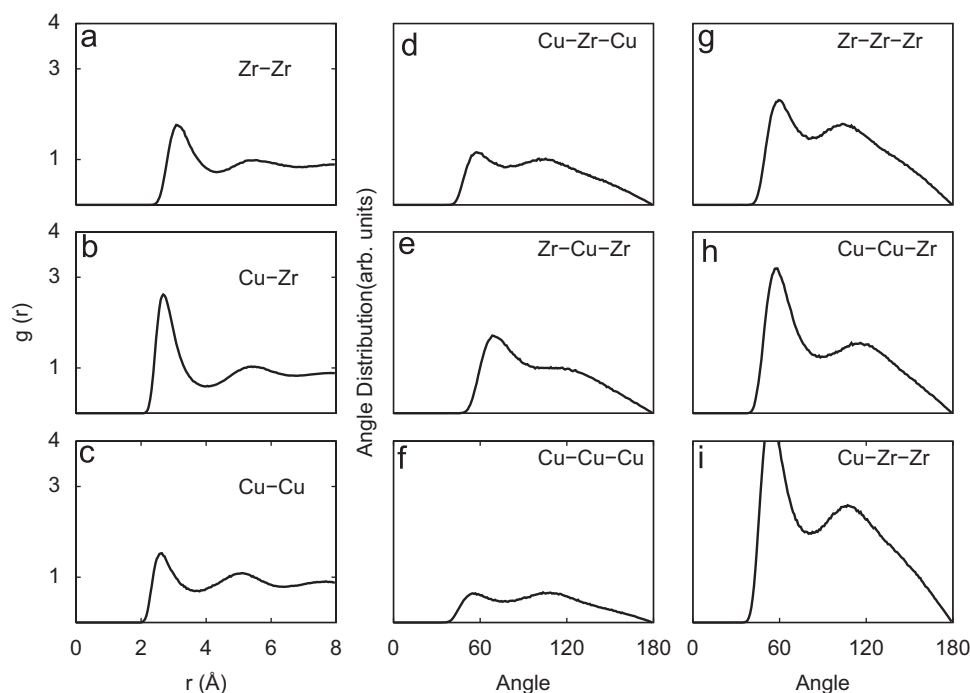 a
Zr−Zr
4
3
1
b
Cu−Zr
4
3
1
c
Cu−Cu
4
3
1
0
2
4
6
8
g (r)
r (Å)
d
Cu−Zr−Cu
e
Zr−Cu−Zr
f
Cu−Cu−Cu
0
60
120
180
Angle Distribution(arb. units)
Angle
g
Zr−Zr−Zr
h
Cu−Cu−Zr
i
Cu−Zr−Zr
0
60
120
180
Angle